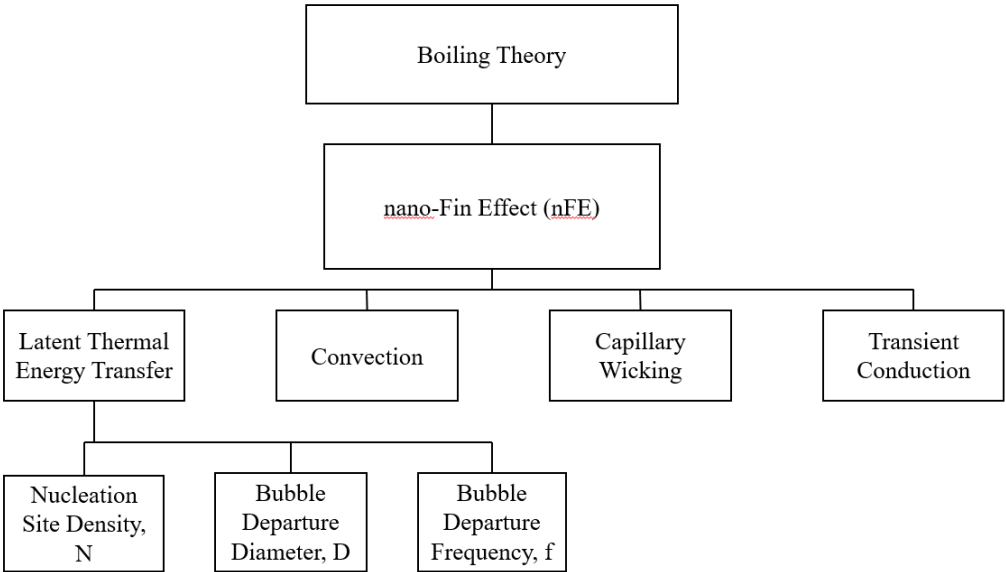 Boiling Theory
nano-Fin Effect (nFE)
Latent Thermal
Energy Transfer
Convection
Capillary
Wicking
Transient
Conduction
Nucleation
Site Density,
N
Bubble
Departure
Diameter, D
Bubble
Departure
Frequency, f